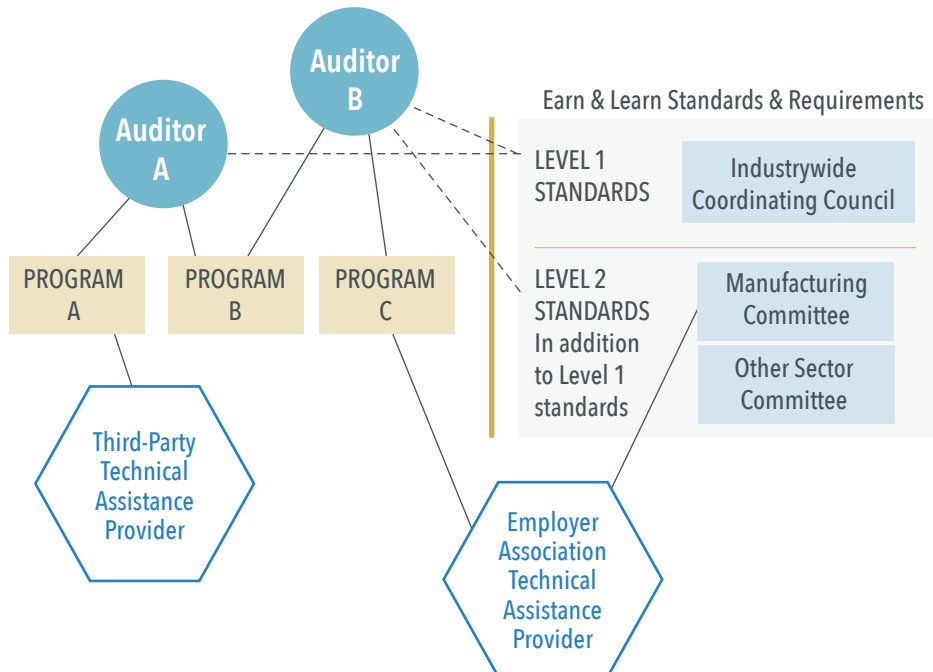 Auditor
B
Auditor
A
Earn & Learn Standards & Requirements
LEVEL 1
STANDARDS
Industrywide
Coordinating Council
PROGRAM
A
PROGRAM
B
PROGRAM
C
LEVEL 2
STANDARDS
In addition
to Level 1
standards
Manufacturing
Committee
Other Sector
Committee
Third-Party
Technical
Assistance
Provider
Employer
Association
Technical
Assistance
Provider